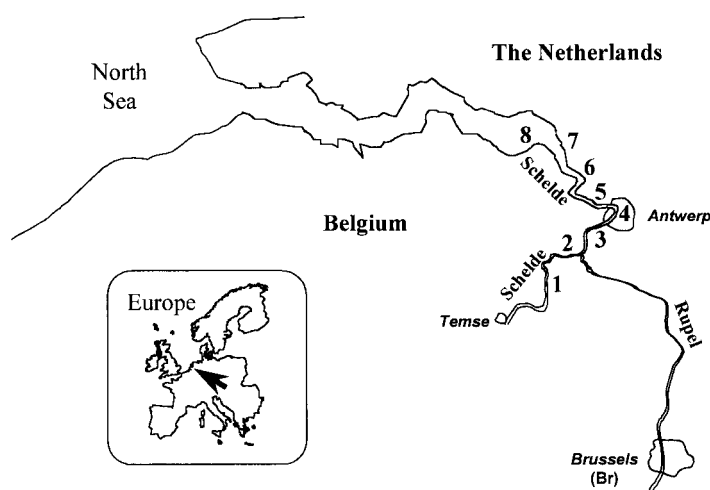 The Netherlands
North
Sea
8
7
6
Schelde
5
4
Antwerp
Belgium
3
2
Schelde
1
Europe
Temse
Rupel
Brussels
(Br)